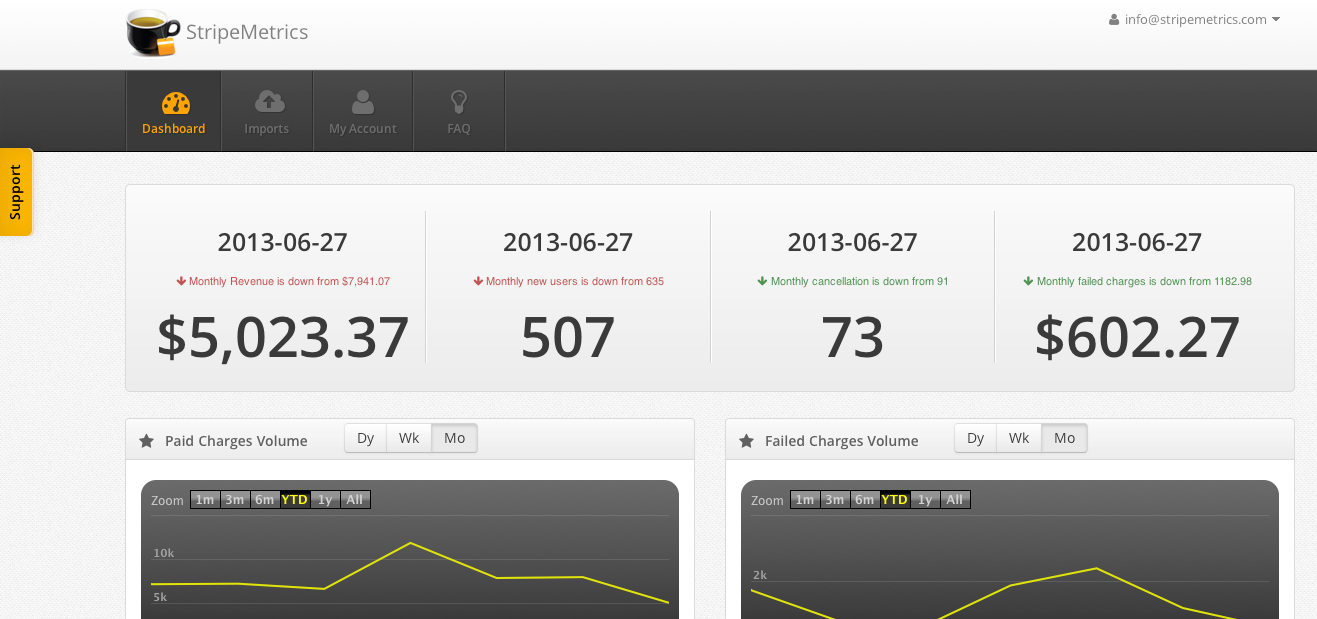 StripeMetrics
info@stripemetrics.com
Dashboard
Imports
My Account
FAQ
Support
2013-06-27
Monthly Revenue is down from $7,941.07
$5,023.37
2013-06-27
Monthly new users is down from 635
507
2013-06-27
Monthly cancellation is down from 91
73
2013-06-27
Monthly failed charges is down from 1182.98
$602.27
Paid Charges Volume
Dy Wk Mo
Zoom 1m 3m 6m YTD 1y All
10k
5k
Failed Charges Volume
Dy Wk Mo
Zoom 1m 3m 6m YTD 1y All
2k